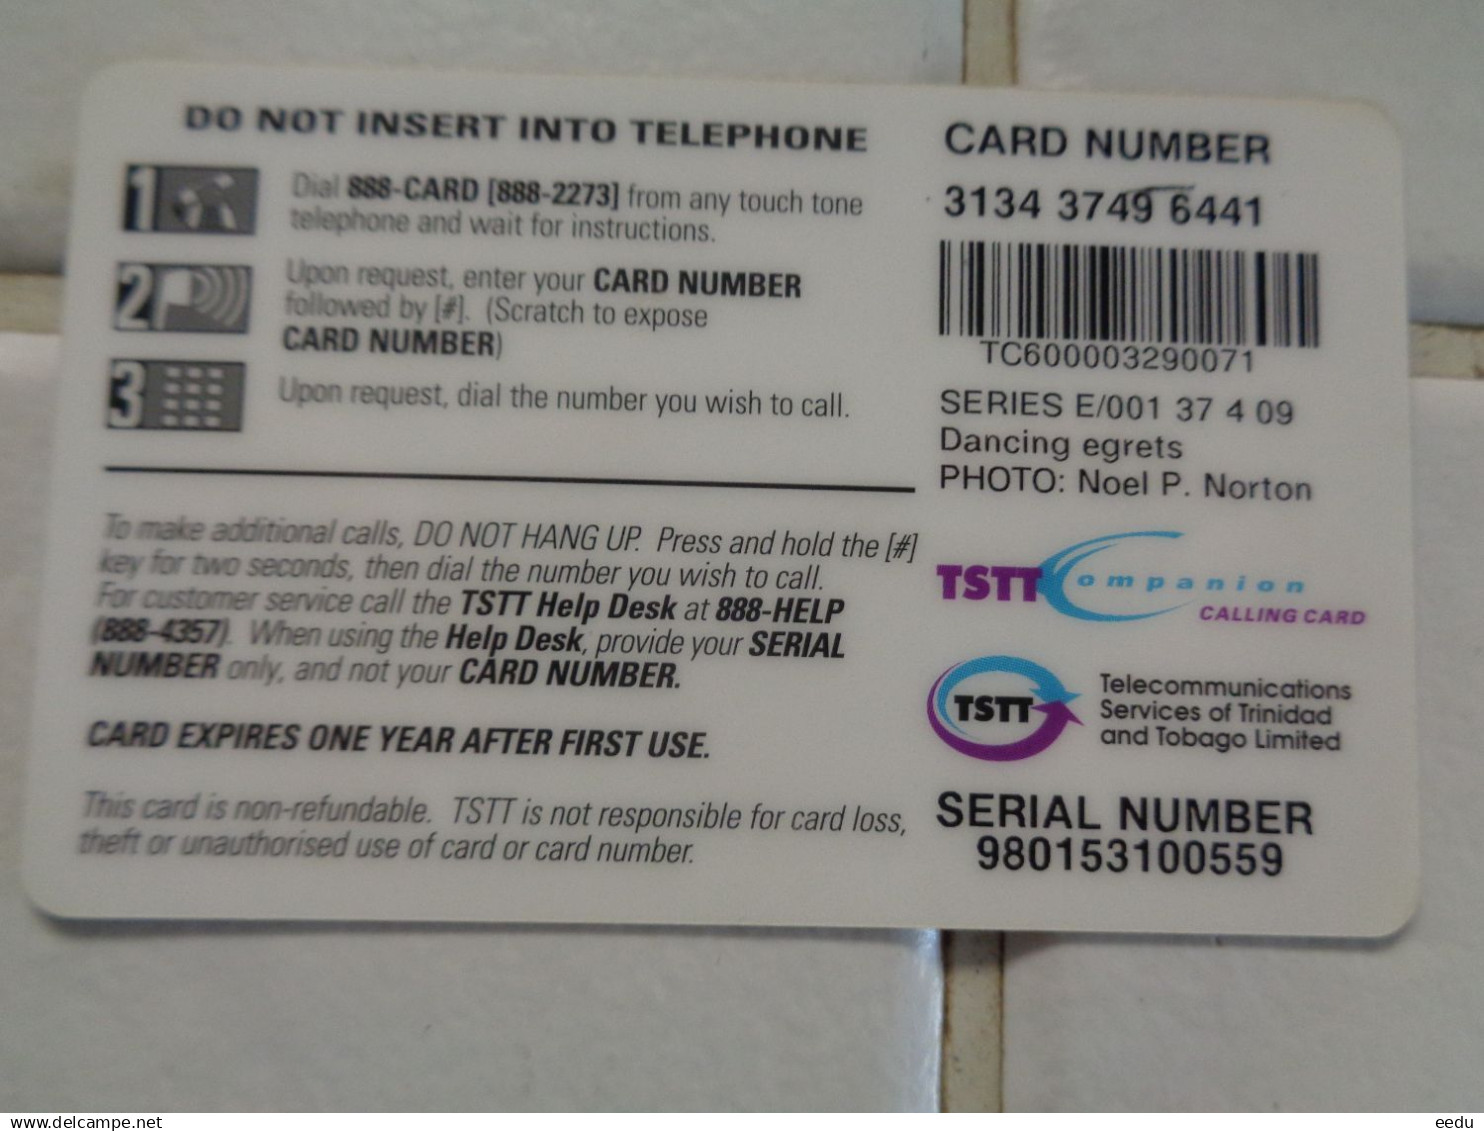 DO NOT INSERT INTO TELEPHONE
1 Dial 888-CARD [888-2273] from any touch tone
telephone and wait for instructions.
2 Upon request, enter your CARD NUMBER
followed by [#]. (Scratch to expose
CARD NUMBER)
3 Upon request, dial the number you wish to call.
To make additional calls, DO NOT HANG UP. Press and hold the [#]
key for two seconds, then dial the number you wish to call.
For customer service call the TSTT Help Desk at 888-HELP
(888-4357). When using the Help Desk, provide your SERIAL
NUMBER only, and not your CARD NUMBER.
CARD EXPIRES ONE YEAR AFTER FIRST USE.
This card is non-refundable. TSTT is not responsible for card loss,
theft or unauthorised use of card or card number.
CARD NUMBER
3134 3749 6441
TC600003290071
SERIES E/001 37 4 09
Dancing egrets
PHOTO: Noel P. Norton
TSTT Companion
CALLING CARD
TSTT
Telecommunications
Services of Trinidad
and Tobago Limited
SERIAL NUMBER
980153100559
www.delcampe.net
eedu